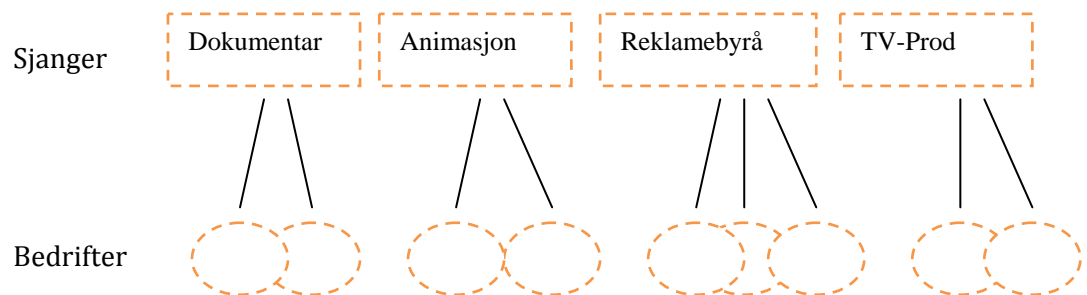 Sjanger
Dokumentar
Animasjon
Reklamebyrå
TV-Prod
Bedrifter